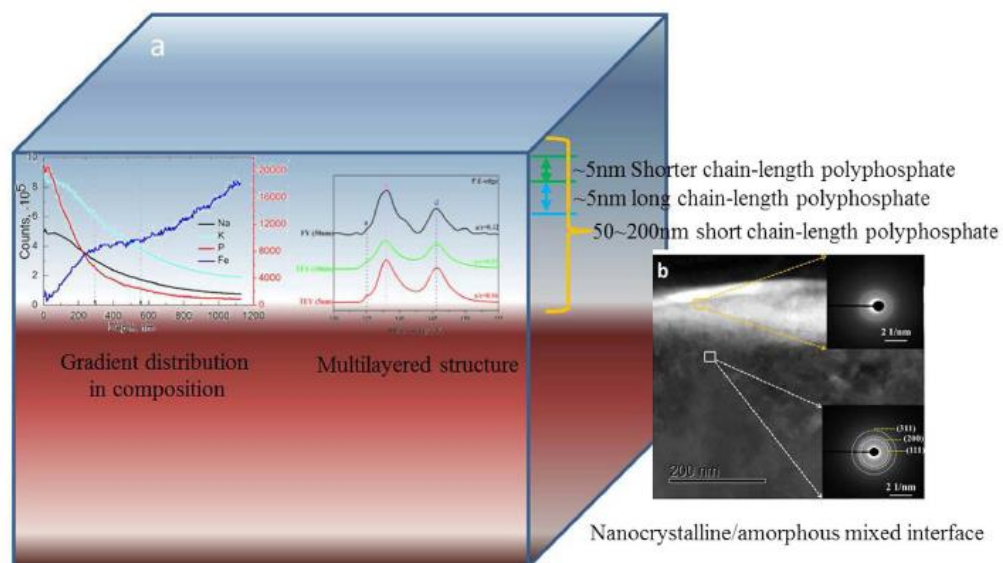 a
10
8
6
4
2
0
Counts, ·10⁵
20000
16000
12000
8000
4000
0
Na
K
P
Fe
0 200 400 600 800 1000 1200
Gradient distribution
in composition
Multilayered structure
~5nm Shorter chain-length polyphosphate
~5nm long chain-length polyphosphate
50~200nm short chain-length polyphosphate
b
2 1/nm
(311)
(200)
(111)
2 1/nm
200 nm
Nanocrystalline/amorphous mixed interface